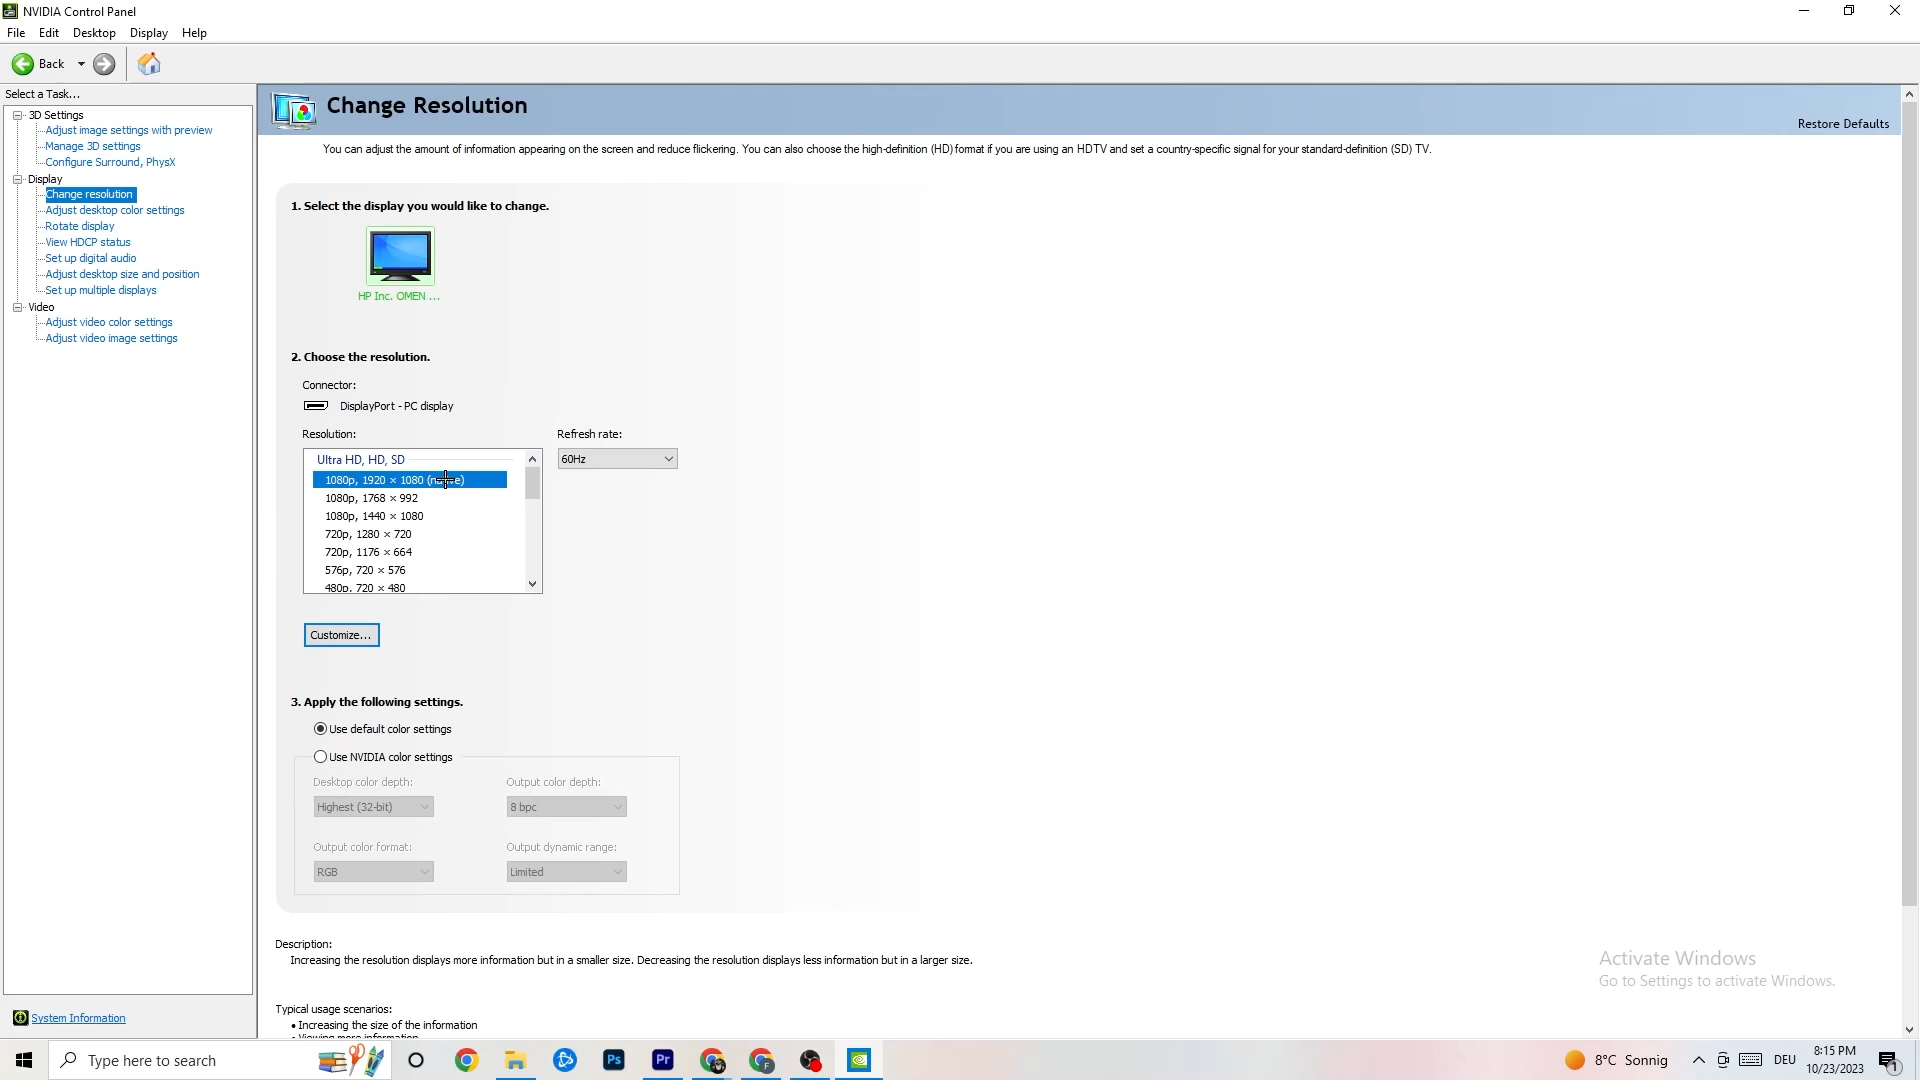 NVIDIA Control Panel
File Edit Desktop Display Help
Back
Select a Task...
3D Settings
Adjust image settings with preview
Manage 3D settings
Configure Surround, PhysX
Display
Change resolution
Adjust desktop color settings
Rotate display
View HDCP status
Set up digital audio
Adjust desktop size and position
Set up multiple displays
Video
Adjust video color settings
Adjust video image settings
System Information
Change Resolution
Restore Defaults
You can adjust the amount of information appearing on the screen and reduce flickering. You can also choose the high-definition (HD) format if you are using an HDTV and set a country-specific signal for your standard-definition (SD) TV.
1. Select the display you would like to change.
HP Inc. OMEN ...
2. Choose the resolution.
Connector:
DisplayPort - PC display
Resolution:
Refresh rate:
Ultra HD, HD, SD
60Hz
1080p, 1920 × 1080
1080p, 1768 × 992
1080p, 1440 × 1080
720p, 1280 × 720
720p, 1176 × 664
576p, 720 × 576
480p, 720 × 480
Customize...
3. Apply the following settings.
Use default color settings
Use NVIDIA color settings
Desktop color depth:
Output color depth:
Highest (32-bit)
8 bpc
Output color format:
Output dynamic range:
RGB
Limited
Description:
Increasing the resolution displays more information but in a smaller size. Decreasing the resolution displays less information but in a larger size.
Typical usage scenarios:
• Increasing the size of the information
Activate Windows
Go to Settings to activate Windows.
Type here to search
Ps
Pr
F
8°C Sonnig
DEU
8:15 PM
10/23/2023
1